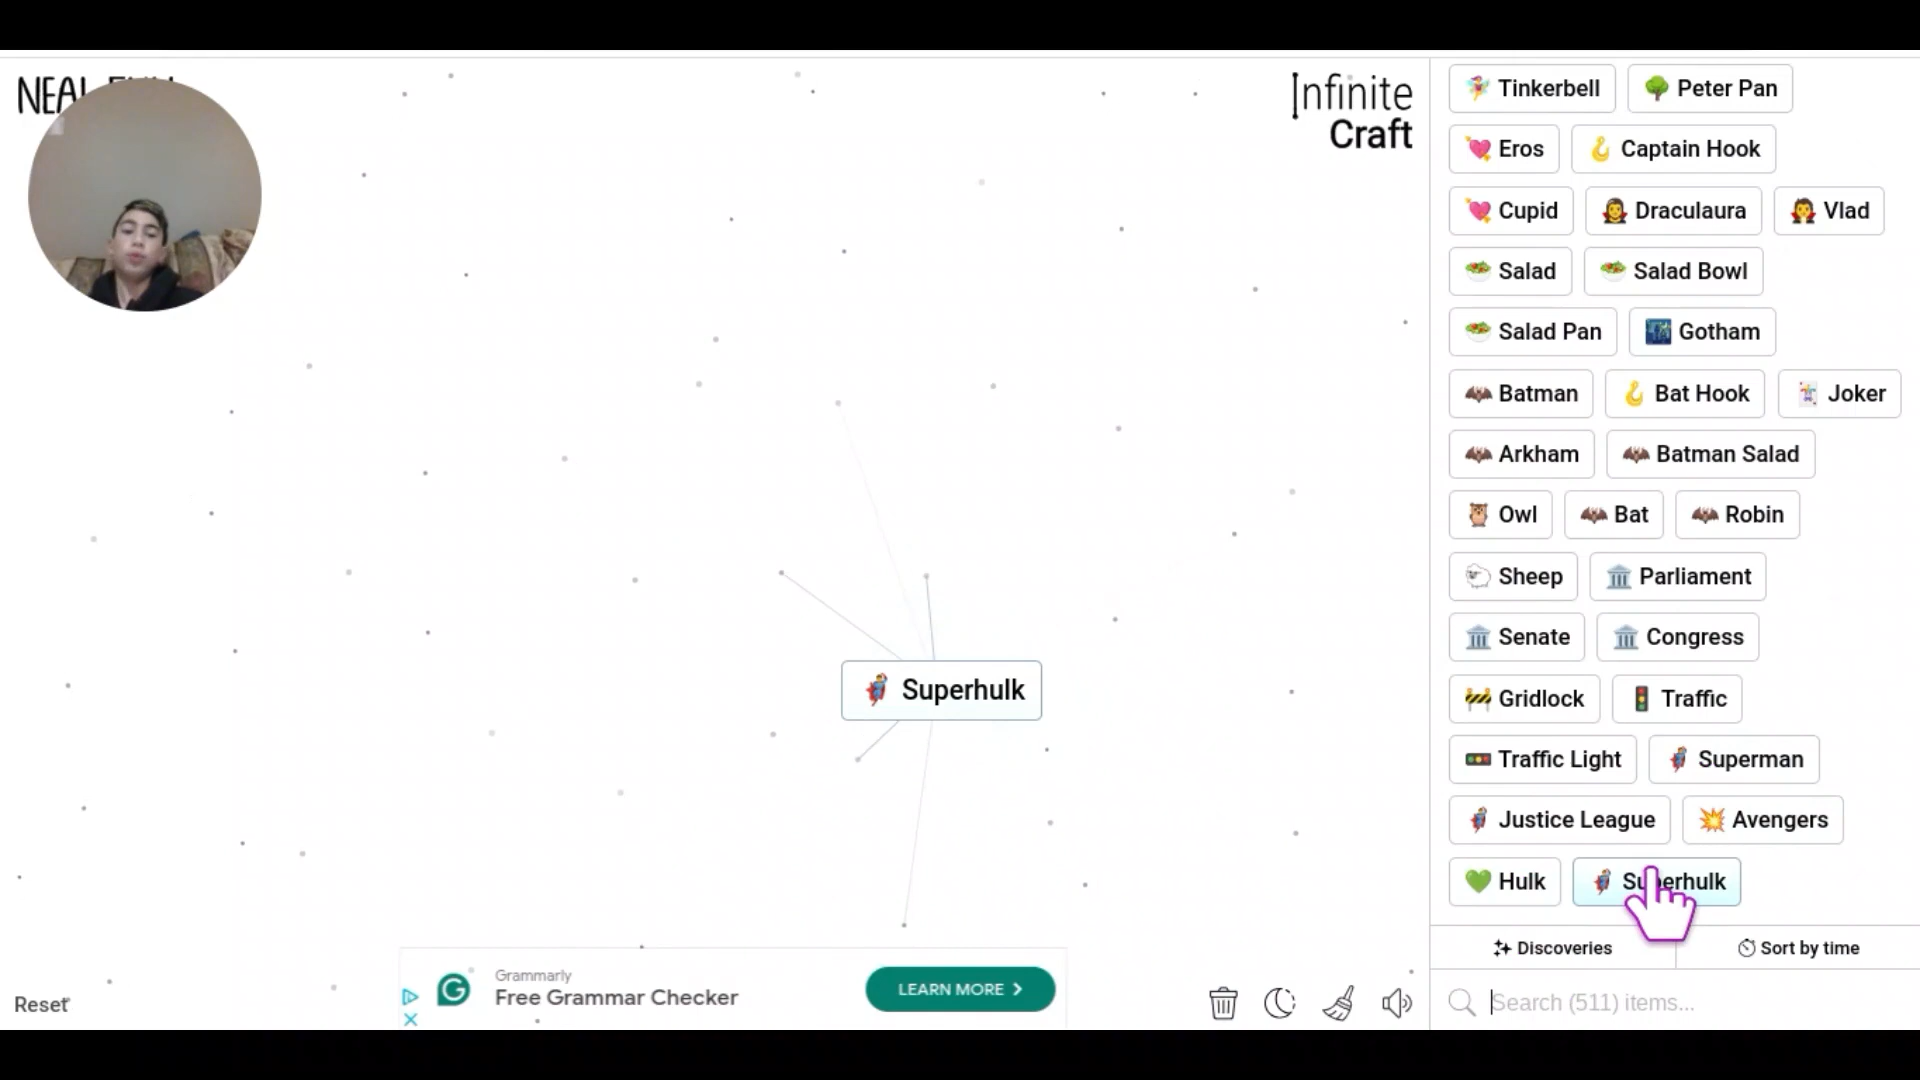 NEAL.FUN
Infinite
Craft
Tinkerbell Peter Pan
Eros Captain Hook
Cupid Draculaura Vlad
Salad Salad Bowl
Salad Pan Gotham
Batman Bat Hook Joker
Arkham Batman Salad
Owl Bat Robin
Sheep Parliament
Senate Congress
Gridlock Traffic
Traffic Light Superman
Justice League Avengers
Hulk Superhulk
Superhulk
Discoveries Sort by time
Search (511) items...
Grammarly
Free Grammar Checker
LEARN MORE
Reset